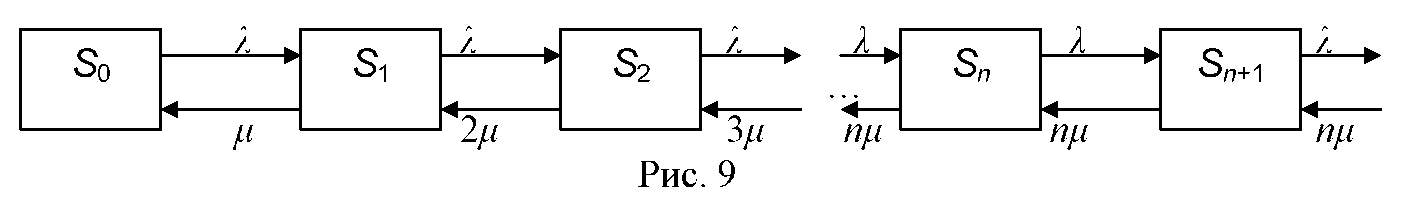 λ λ λ λ λ λ
S0 S1 S2 Sn Sn+1
...
μ 2μ 3μ nμ nμ nμ
Рис. 9